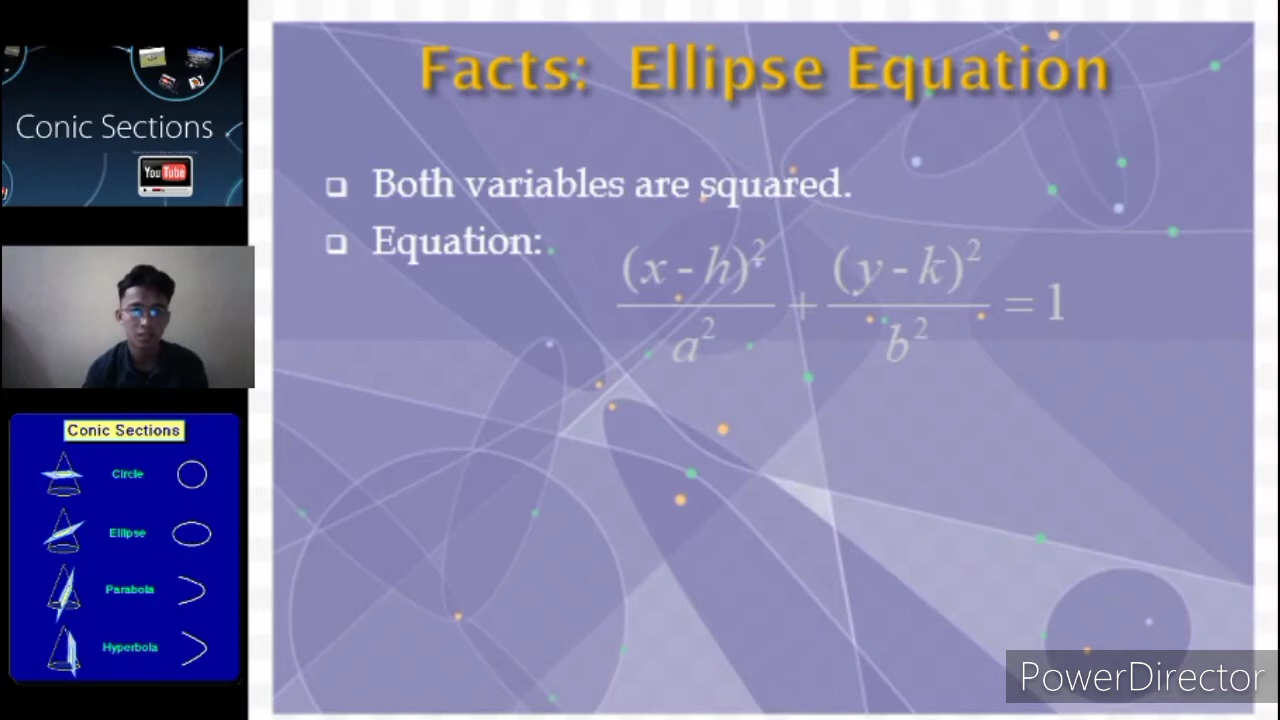 Conic Sections
You Tube
Conic Sections
Circle
Ellipse
Parabola
Hyperbola
Facts: Ellipse Equation
Both variables are squared.
Equation:
(x - h)² / a² + (y - k)² / b² = 1
PowerDirector